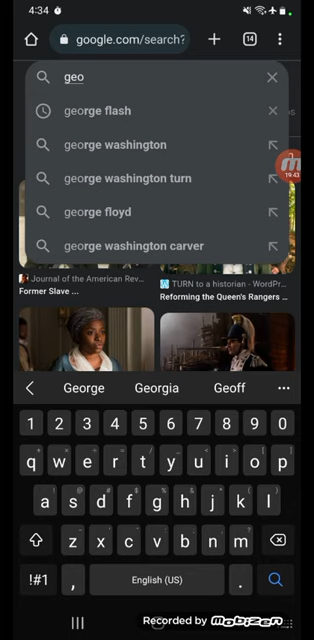 4:34
google.com/search?
14
geo
george flash
george washington
19:43
george washington turn
george floyd
george washington carver
Journal of the American Rev...
Former Slave ...
TURN to a historian - WordPr...
Reforming the Queen's Rangers ...
George Georgia Geoff
1 2 3 4 5 6 7 8 9 0
q w e r t y u i o p
a s d f g h j k l
z x c v b n m
!#1 , English (US) .
Recorded by mobizen